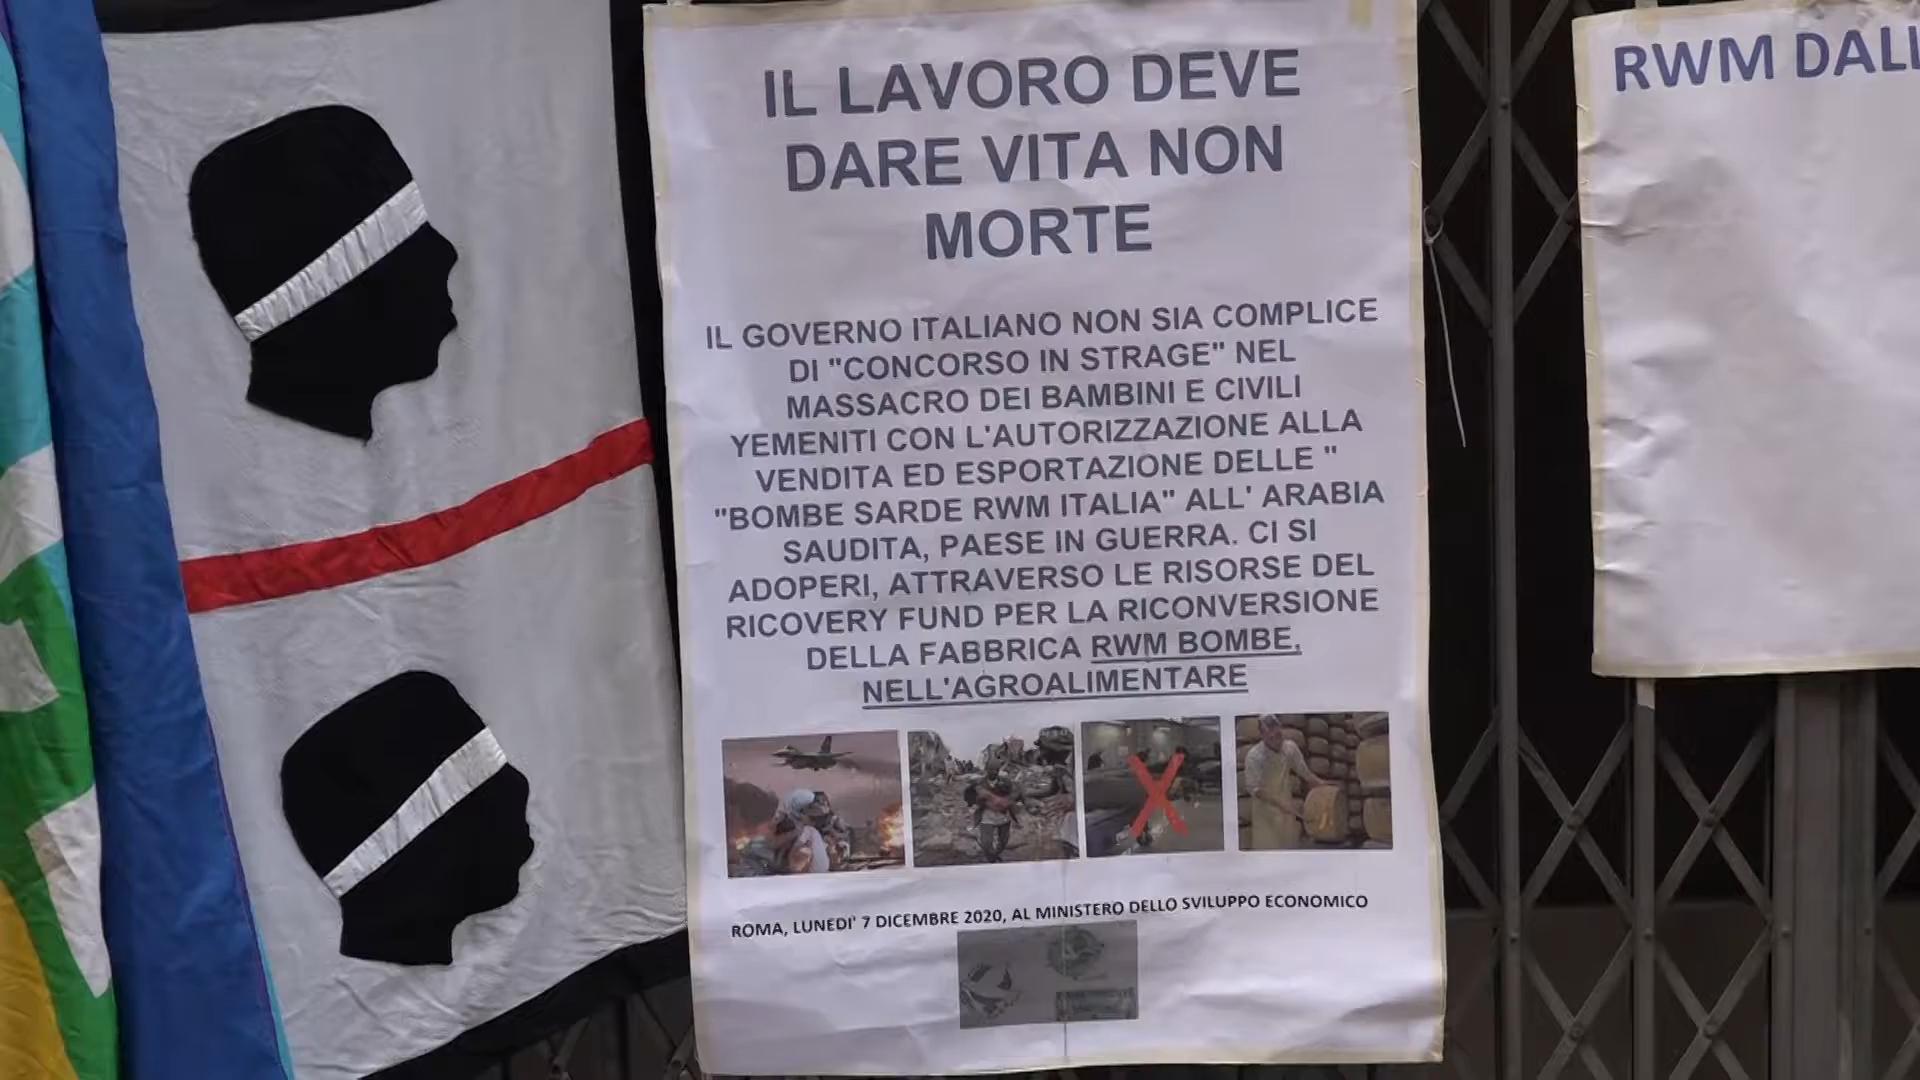 IL LAVORO DEVE
DARE VITA NON
MORTE
IL GOVERNO ITALIANO NON SIA COMPLICE
DI "CONCORSO IN STRAGE" NEL
MASSACRO DEI BAMBINI E CIVILI
YEMENITI CON L'AUTORIZZAZIONE ALLA
VENDITA ED ESPORTAZIONE DELLE "
"BOMBE SARDE RWM ITALIA" ALL' ARABIA
SAUDITA, PAESE IN GUERRA. CI SI
ADOPERI, ATTRAVERSO LE RISORSE DEL
RICOVERY FUND PER LA RICONVERSIONE
DELLA FABBRICA RWM BOMBE,
NELL'AGROALIMENTARE
ROMA, LUNEDI' 7 DICEMBRE 2020, AL MINISTERO DELLO SVILUPPO ECONOMICO
RWM DALL